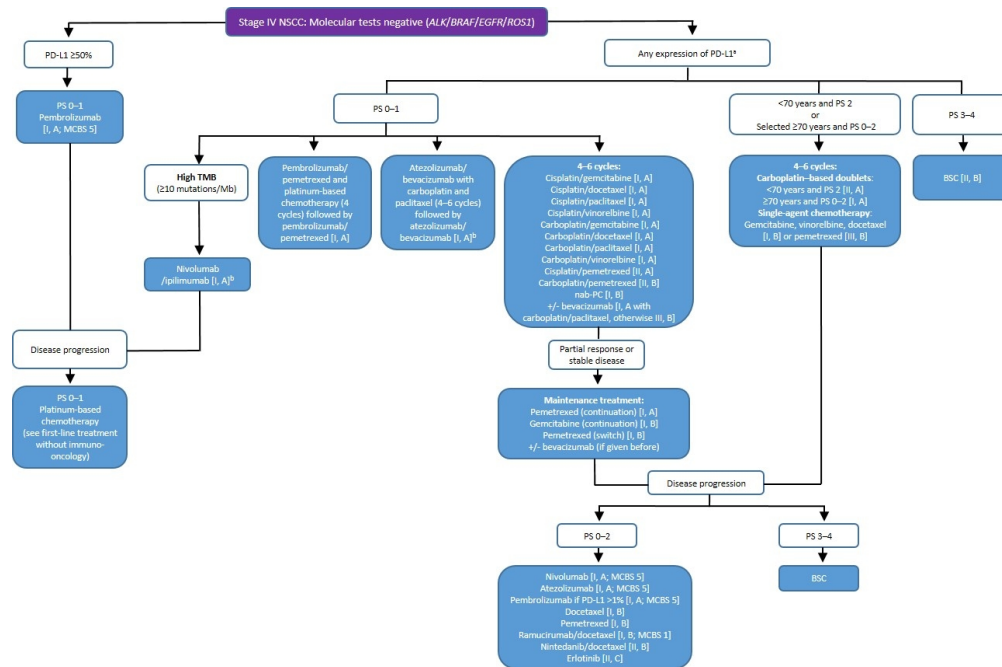 Stage IV NSCC: Molecular tests negative (ALK/BRAF/EGFR/ROS1)
PD-L1 ≥50%
Any expression of PD-L1ᵃ
PS 0–1
Pembrolizumab
[I, A; MCBS 5]
PS 0–1
<70 years and PS 2
or
Selected ≥70 years and PS 0–2
PS 3–4
High TMB
(≥10 mutations/Mb)
Pembrolizumab/
pemetrexed and
platinum-based
chemotherapy (4
cycles) followed by
pembrolizumab/
pemetrexed [I, A]
Atezolizumab/
bevacizumab with
carboplatin and
paclitaxel (4–6 cycles)
followed by
atezolizumab/
bevacizumab [I, A]ᵇ
4–6 cycles:
Cisplatin/gemcitabine [I, A]
Cisplatin/docetaxel [I, A]
Cisplatin/paclitaxel [I, A]
Cisplatin/vinorelbine [I, A]
Carboplatin/gemcitabine [I, A]
Carboplatin/docetaxel [I, A]
Carboplatin/paclitaxel [I, A]
Carboplatin/vinorelbine [I, A]
Cisplatin/pemetrexed [II, A]
Carboplatin/pemetrexed [II, B]
nab-PC [I, B]
+/- bevacizumab [I, A with
carboplatin/paclitaxel, otherwise III, B]
4–6 cycles:
Carboplatin–based doublets:
<70 years and PS 2 [II, A]
≥70 years and PS 0–2 [I, A]
Single-agent chemotherapy:
Gemcitabine, vinorelbine, docetaxel
[I, B] or pemetrexed [III, B]
BSC [II, B]
Nivolumab
/ipilimumab [I, A]ᵇ
Disease progression
Partial response or
stable disease
PS 0–1
Platinum-based
chemotherapy
(see first-line treatment
without immuno-
oncology)
Maintenance treatment:
Pemetrexed (continuation) [I, A]
Gemcitabine (continuation) [I, B]
Pemetrexed (switch) [I, B]
+/- bevacizumab (if given before)
Disease progression
PS 0–2
PS 3–4
Nivolumab [I, A; MCBS 5]
Atezolizumab [I, A; MCBS 5]
Pembrolizumab if PD-L1 >1% [I, A; MCBS 5]
Docetaxel [I, B]
Pemetrexed [I, B]
Ramucirumab/docetaxel [I, B; MCBS 1]
Nintedanib/docetaxel [II, B]
Erlotinib [II, C]
BSC